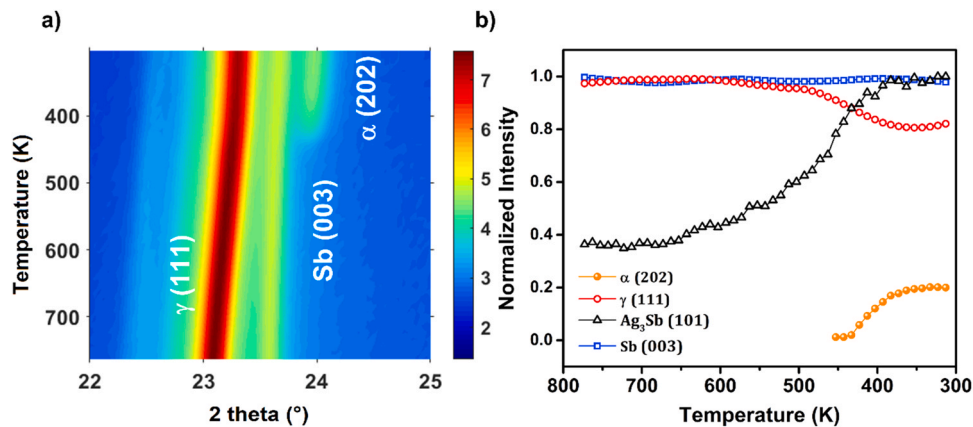 a)
b)
Temperature (K)
400
500
600
700
22
23
24
25
2 theta (°)
γ (111)
Sb (003)
α (202)
7
6
5
4
3
2
Normalized Intensity
1.0
0.8
0.6
0.4
0.2
0.0
α (202)
γ (111)
Ag₃Sb (101)
Sb (003)
800
700
600
500
400
300
Temperature (K)